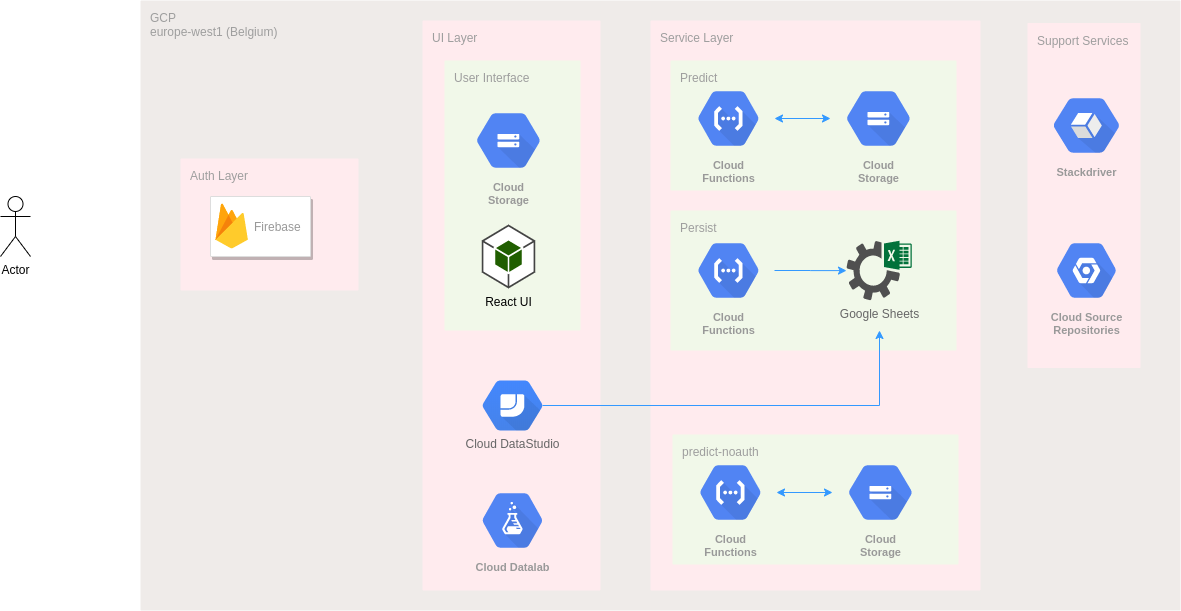 GCP
europe-west1 (Belgium)
Actor
Auth Layer
Firebase
UI Layer
User Interface
Cloud
Storage
React UI
Cloud DataStudio
Cloud Datalab
Service Layer
Predict
Cloud
Functions
Cloud
Storage
Persist
Cloud
Functions
X
Google Sheets
predict-noauth
Cloud
Functions
Cloud
Storage
Support Services
Stackdriver
Cloud Source
Repositories